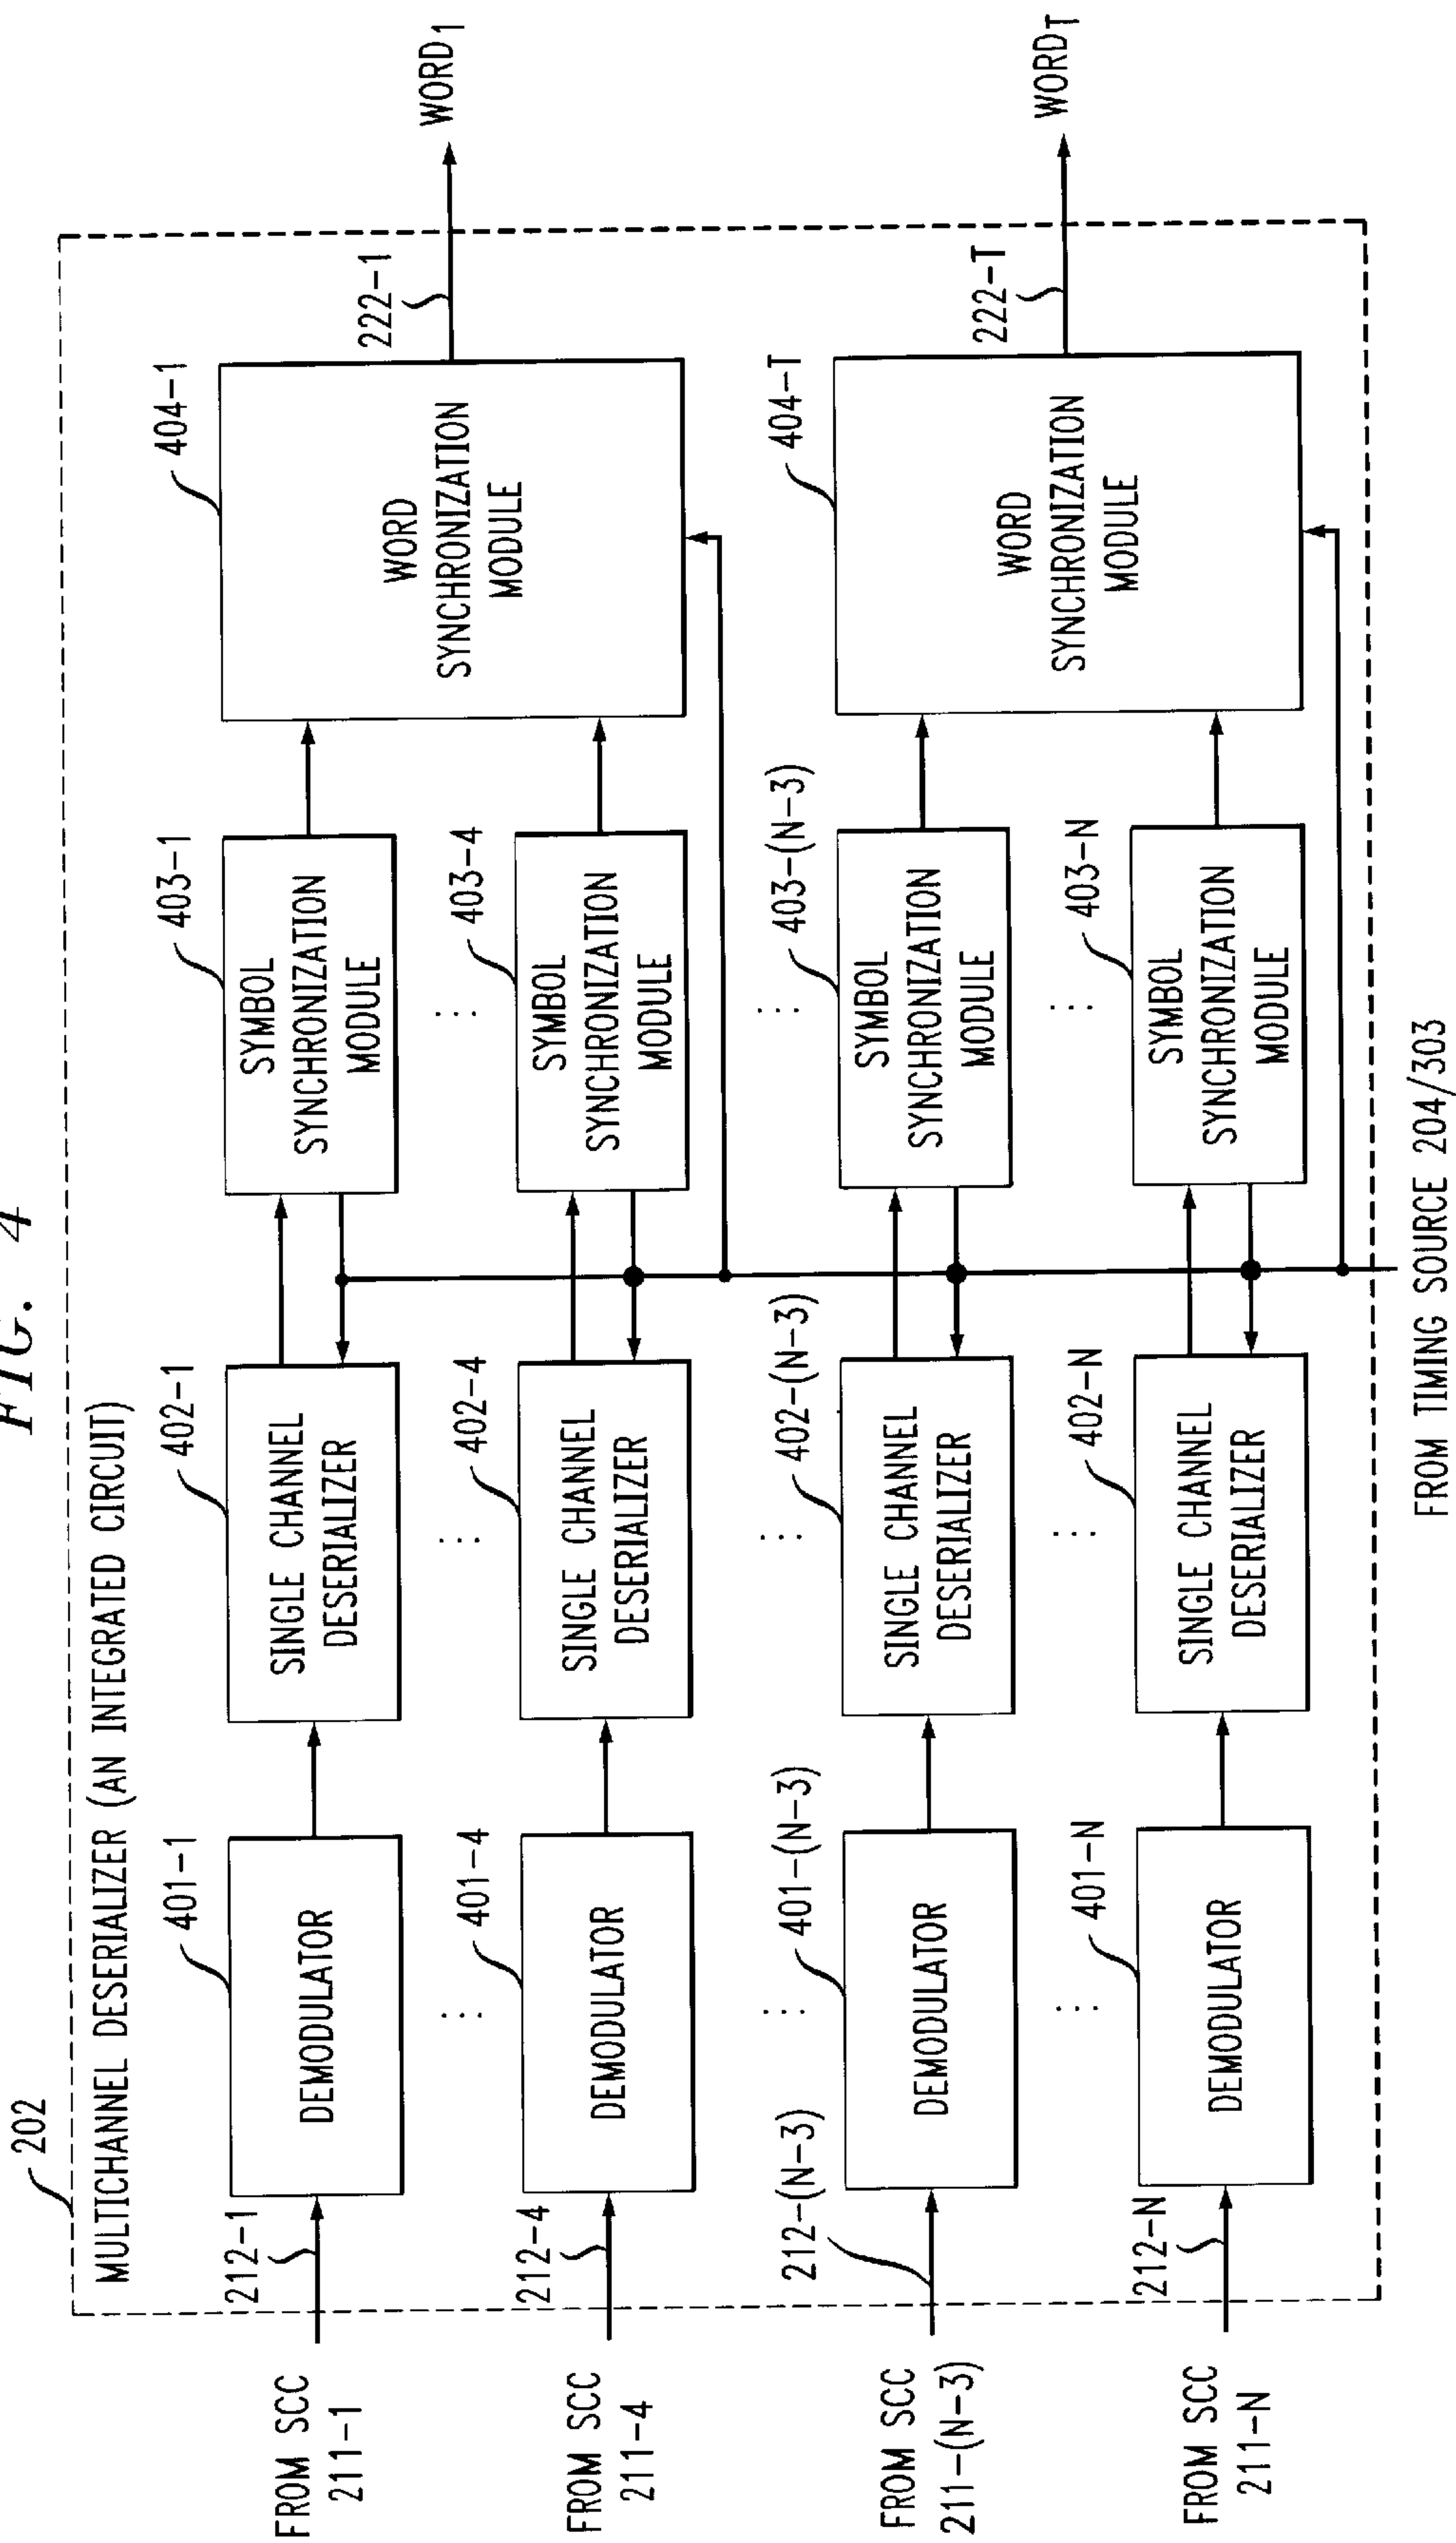 FIG. 4
202
MULTICHANNEL DESERIALIZER (AN INTEGRATED CIRCUIT)
FROM SCC
211-1
212-1
401-1
DEMODULATOR
402-1
SINGLE CHANNEL
DESERIALIZER
403-1
SYMBOL
SYNCHRONIZATION
MODULE
404-1
WORD
SYNCHRONIZATION
MODULE
222-1
WORD1
FROM SCC
211-4
212-4
401-4
DEMODULATOR
402-4
SINGLE CHANNEL
DESERIALIZER
403-4
SYMBOL
SYNCHRONIZATION
MODULE
FROM SCC
211-(N-3)
212-(N-3)
401-(N-3)
DEMODULATOR
402-(N-3)
SINGLE CHANNEL
DESERIALIZER
403-(N-3)
SYMBOL
SYNCHRONIZATION
MODULE
404-T
WORD
SYNCHRONIZATION
MODULE
222-T
WORDT
FROM SCC
211-N
212-N
401-N
DEMODULATOR
402-N
SINGLE CHANNEL
DESERIALIZER
403-N
SYMBOL
SYNCHRONIZATION
MODULE
FROM TIMING SOURCE 204/303